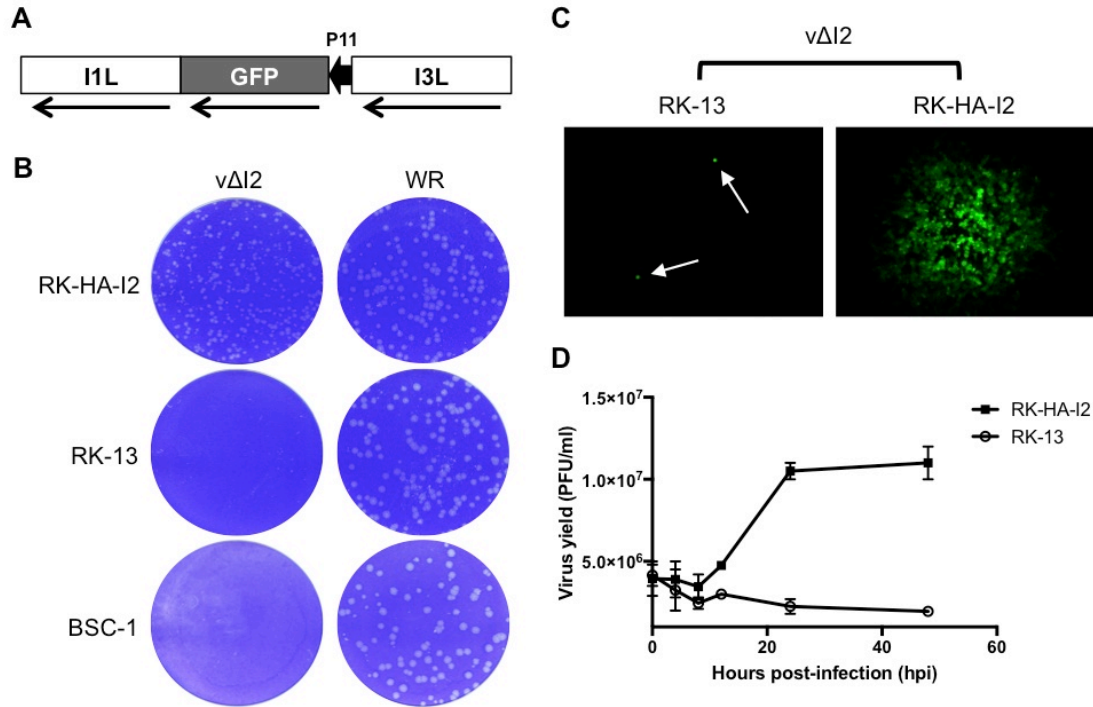 A
P11
I1L
GFP
I3L
B
vΔI2
WR
RK-HA-I2
RK-13
BSC-1
C
vΔI2
RK-13
RK-HA-I2
D
1.5×10⁷
1.0×10⁷
5.0×10⁶
Virus yield (PFU/ml)
0
20
40
60
Hours post-infection (hpi)
RK-HA-I2
RK-13